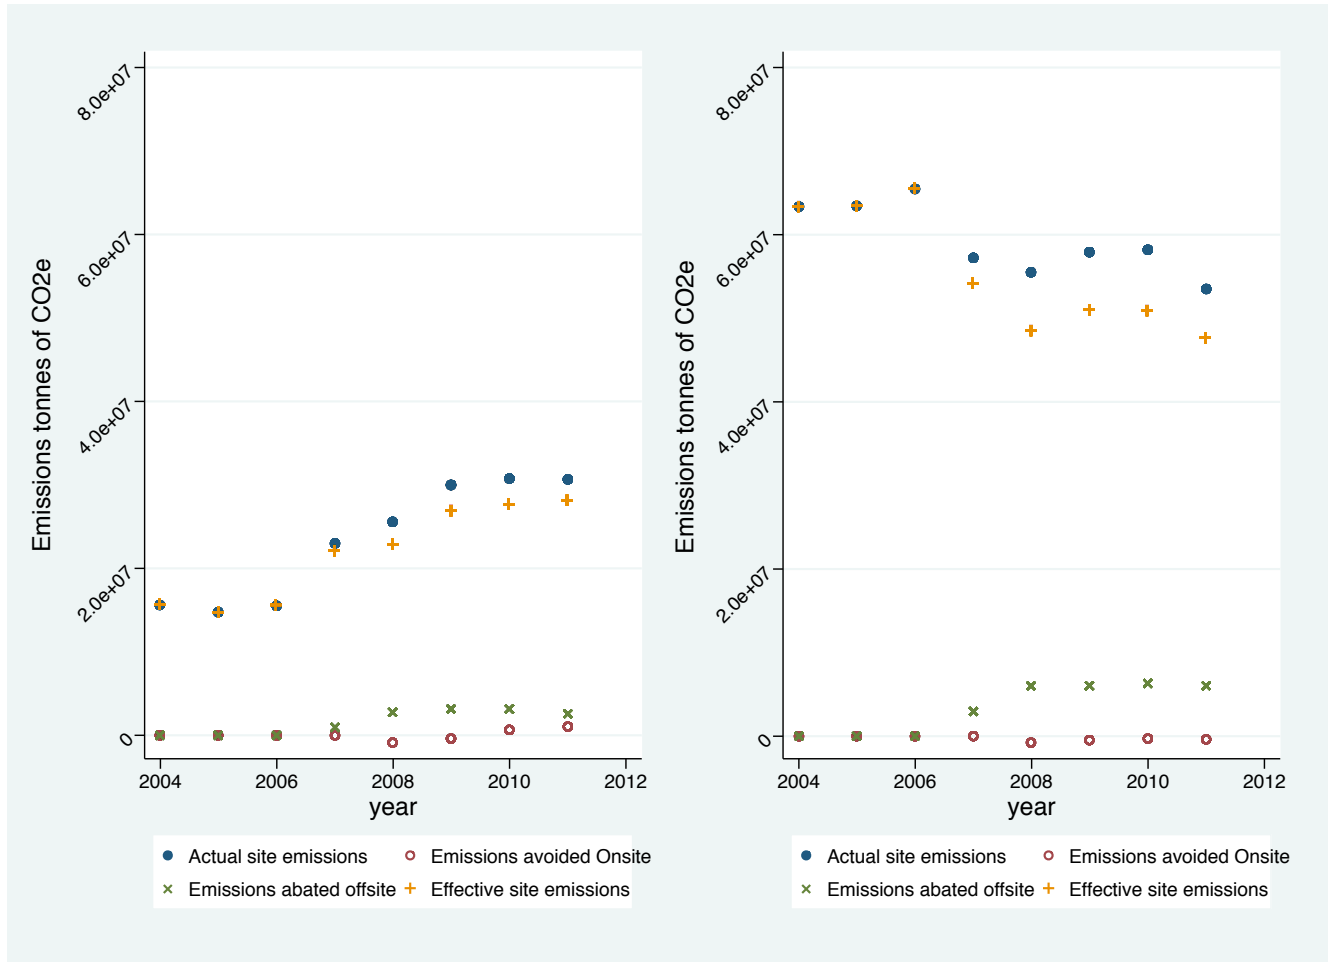 8.0e+07
6.0e+07
4.0e+07
2.0e+07
0
Emissions tonnes of CO2e
2004 2006 2008 2010 2012
year
Actual site emissions Emissions avoided Onsite
Emissions abated offsite Effective site emissions
8.0e+07
6.0e+07
4.0e+07
2.0e+07
0
Emissions tonnes of CO2e
2004 2006 2008 2010 2012
year
Actual site emissions Emissions avoided Onsite
Emissions abated offsite Effective site emissions